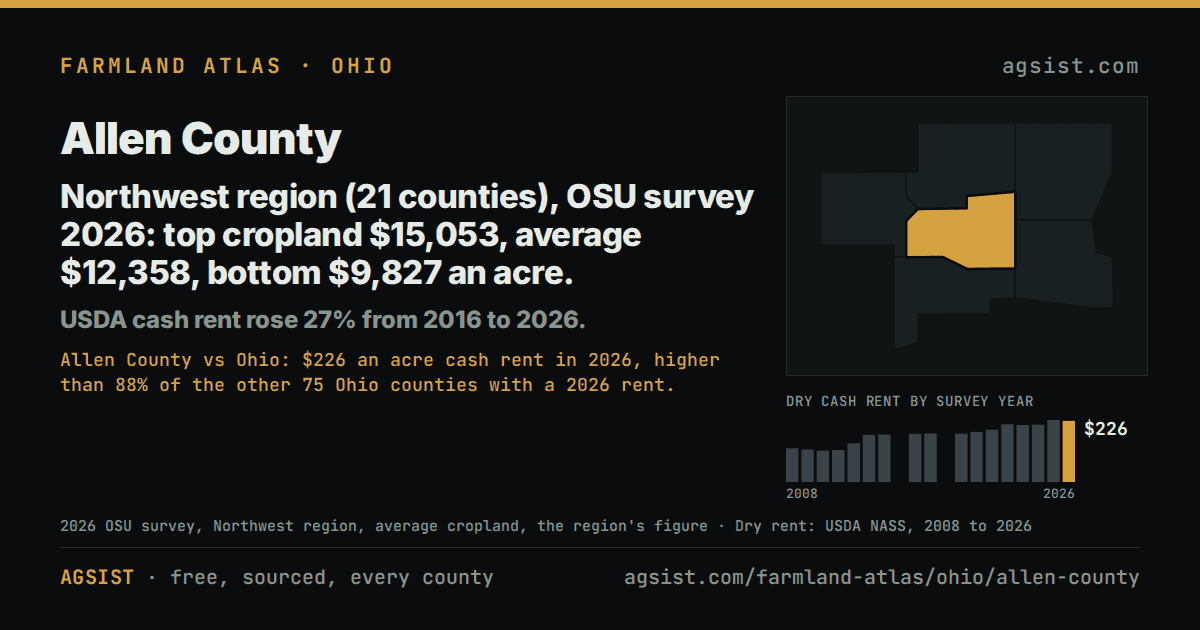 FARMLAND ATLAS · OHIO
agsist.com
Allen County
Northwest region (21 counties), OSU survey
2026: top cropland $15,053, average
$12,358, bottom $9,827 an acre.
USDA cash rent rose 27% from 2016 to 2026.
Allen County vs Ohio: $226 an acre cash rent in 2026, higher
than 88% of the other 75 Ohio counties with a 2026 rent.
DRY CASH RENT BY SURVEY YEAR
$226
2008
2026
2026 OSU survey, Northwest region, average cropland, the region's figure · Dry rent: USDA NASS, 2008 to 2026
AGSIST · free, sourced, every county
agsist.com/farmland-atlas/ohio/allen-county